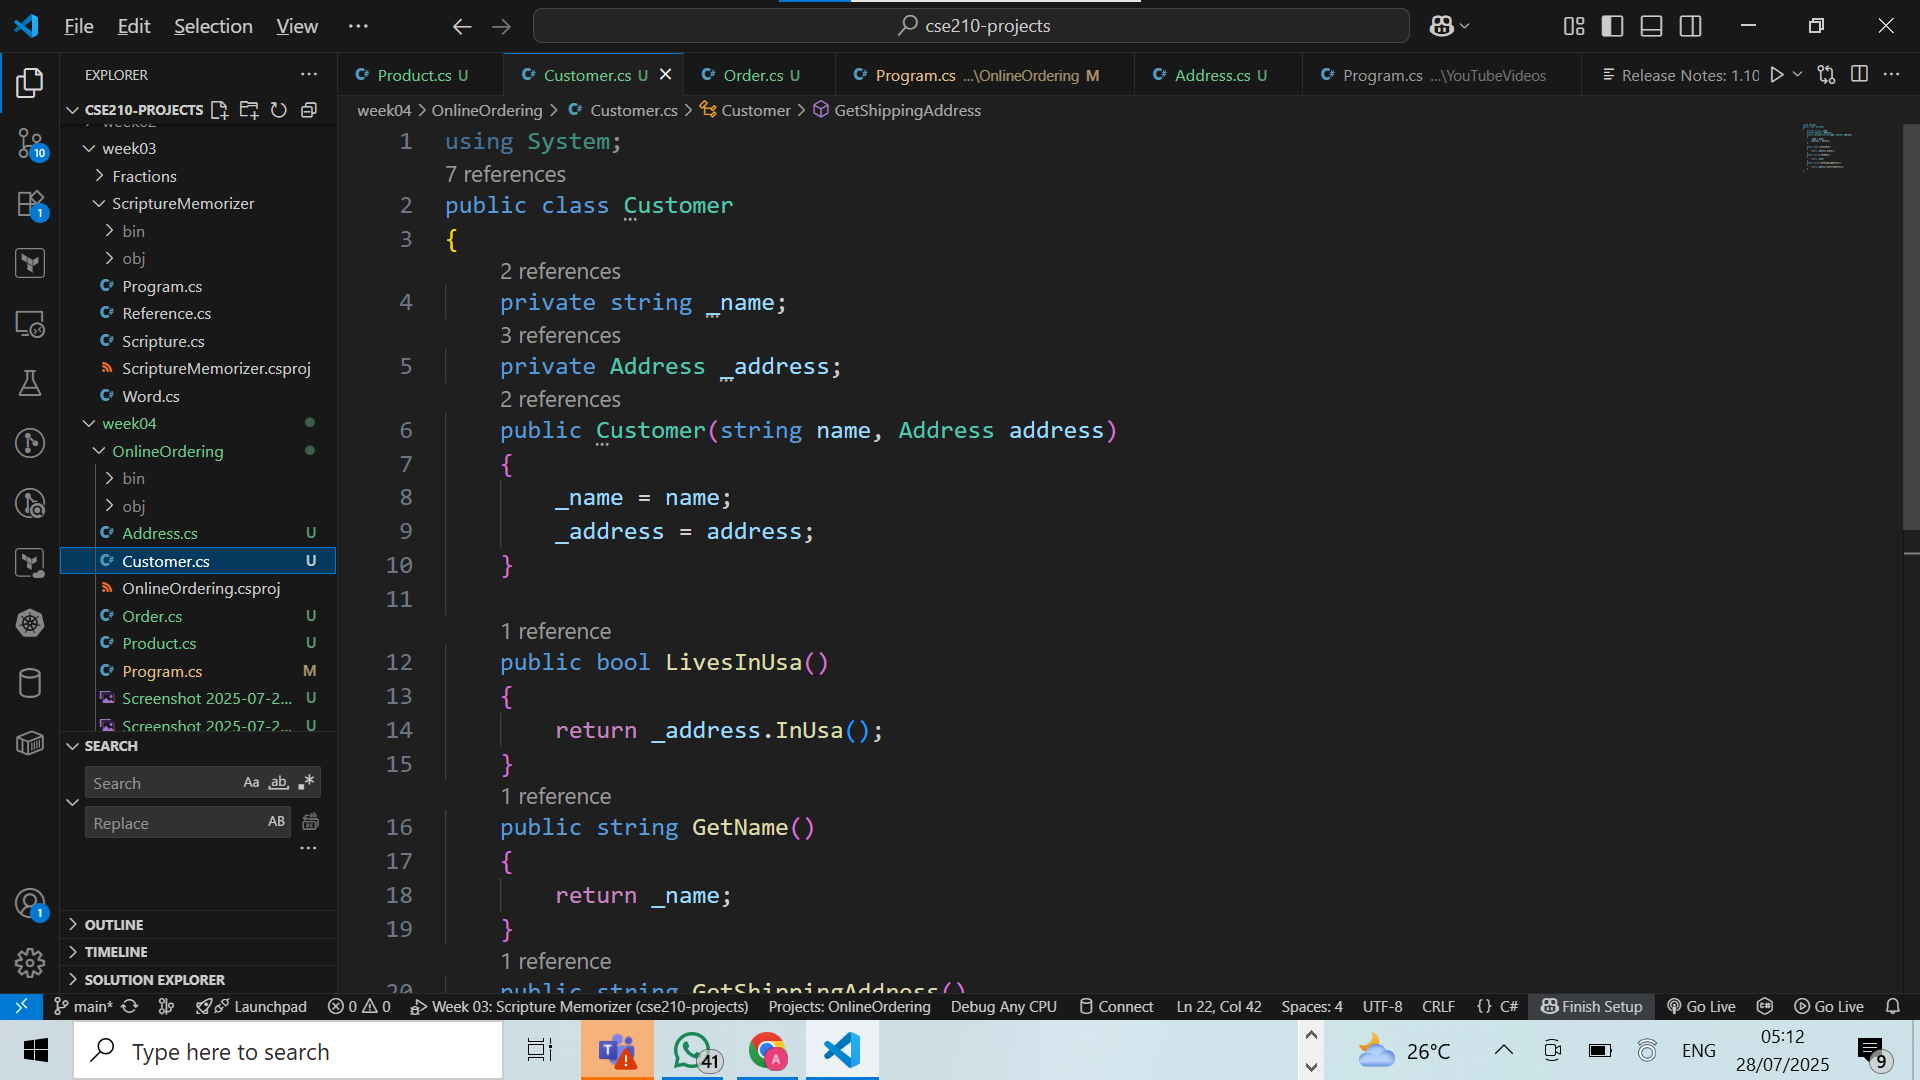 File Edit Selection View ···
cse210-projects
EXPLORER
CSE210-PROJECTS
week03
Fractions
ScriptureMemorizer
bin
obj
Program.cs
Reference.cs
Scripture.cs
ScriptureMemorizer.csproj
Word.cs
week04
OnlineOrdering
bin
obj
Address.cs U
Customer.cs U
OnlineOrdering.csproj
Order.cs U
Product.cs U
Program.cs M
Screenshot 2025-07-2... U
Screenshot 2025-07-2... U
SEARCH
Search Aa ab .*
Replace AB
OUTLINE
TIMELINE
SOLUTION EXPLORER
10
1
1
Product.cs U Customer.cs U Order.cs U Program.cs ...\OnlineOrdering M Address.cs U Program.cs ...\YouTubeVideos Release Notes: 1.10
week04 > OnlineOrdering > Customer.cs > Customer > GetShippingAddress
1 using System;
7 references
2 public class Customer
3 {
2 references
4 private string _name;
3 references
5 private Address _address;
2 references
6 public Customer(string name, Address address)
7 {
8 _name = name;
9 _address = address;
10 }
11
1 reference
12 public bool LivesInUsa()
13 {
14 return _address.InUsa();
15 }
1 reference
16 public string GetName()
17 {
18 return _name;
19 }
1 reference
20 public string GetShippingAddress()
main* Launchpad 0 0 Week 03: Scripture Memorizer (cse210-projects) Projects: OnlineOrdering Debug Any CPU Connect Ln 22, Col 42 Spaces: 4 UTF-8 CRLF {} C# Finish Setup Go Live Go Live
Type here to search
41
26°C
ENG
05:12
28/07/2025
9